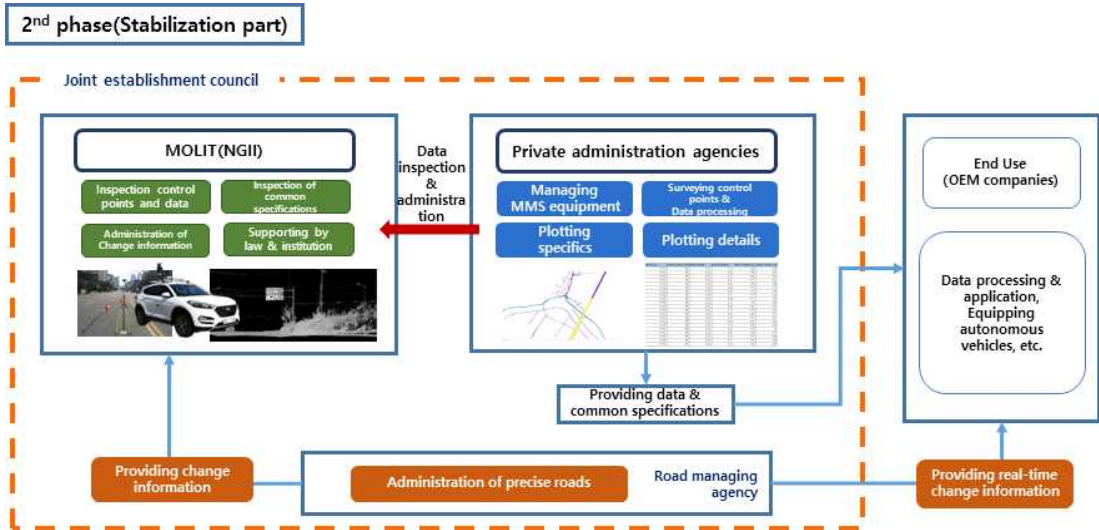 2nd phase(Stabilization part)
Joint establishment council
MOLIT(NGII)
Inspection control
points and data
Inspection of
common
specifications
Administration of
Change information
Supporting by
law & institution
Data
inspection
&
administra
tion
Private administration agencies
Managing
MMS equipment
Surveying control
points &
Data processing
Plotting
specifics
Plotting details
Providing data &
common specifications
End Use
(OEM companies)
Data processing &
application,
Equipping
autonomous
vehicles, etc.
Providing change
information
Administration of precise roads
Road managing
agency
Providing real-time
change information